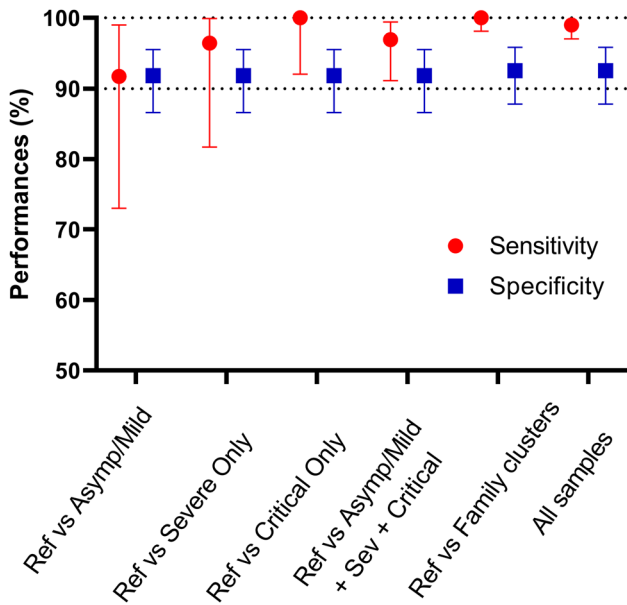 Performances (%)
100
90
80
70
60
50
Sensitivity
Specificity
Ref vs Asymp/Mild
Ref vs Severe Only
Ref vs Critical Only
Ref vs Asymp/Mild
+ Sev + Critical
Ref vs Family clusters
All samples